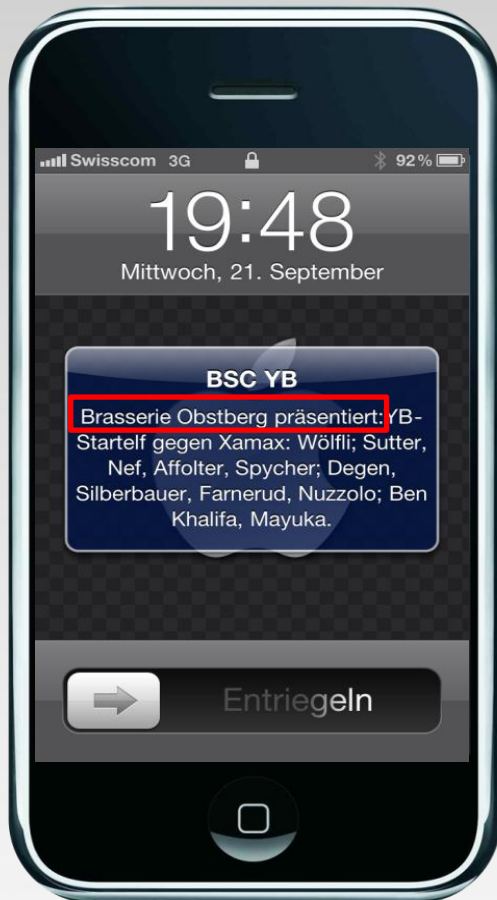 Swisscom 3G 92 %
19:48
Mittwoch, 21. September
BSC YB
Brasserie Obstberg präsentiert: YB-
Startelf gegen Xamax: Wölfli; Sutter,
Nef, Affolter, Spycher; Degen,
Silberbauer, Farnerud, Nuzzolo; Ben
Khalifa, Mayuka.
Entriegeln